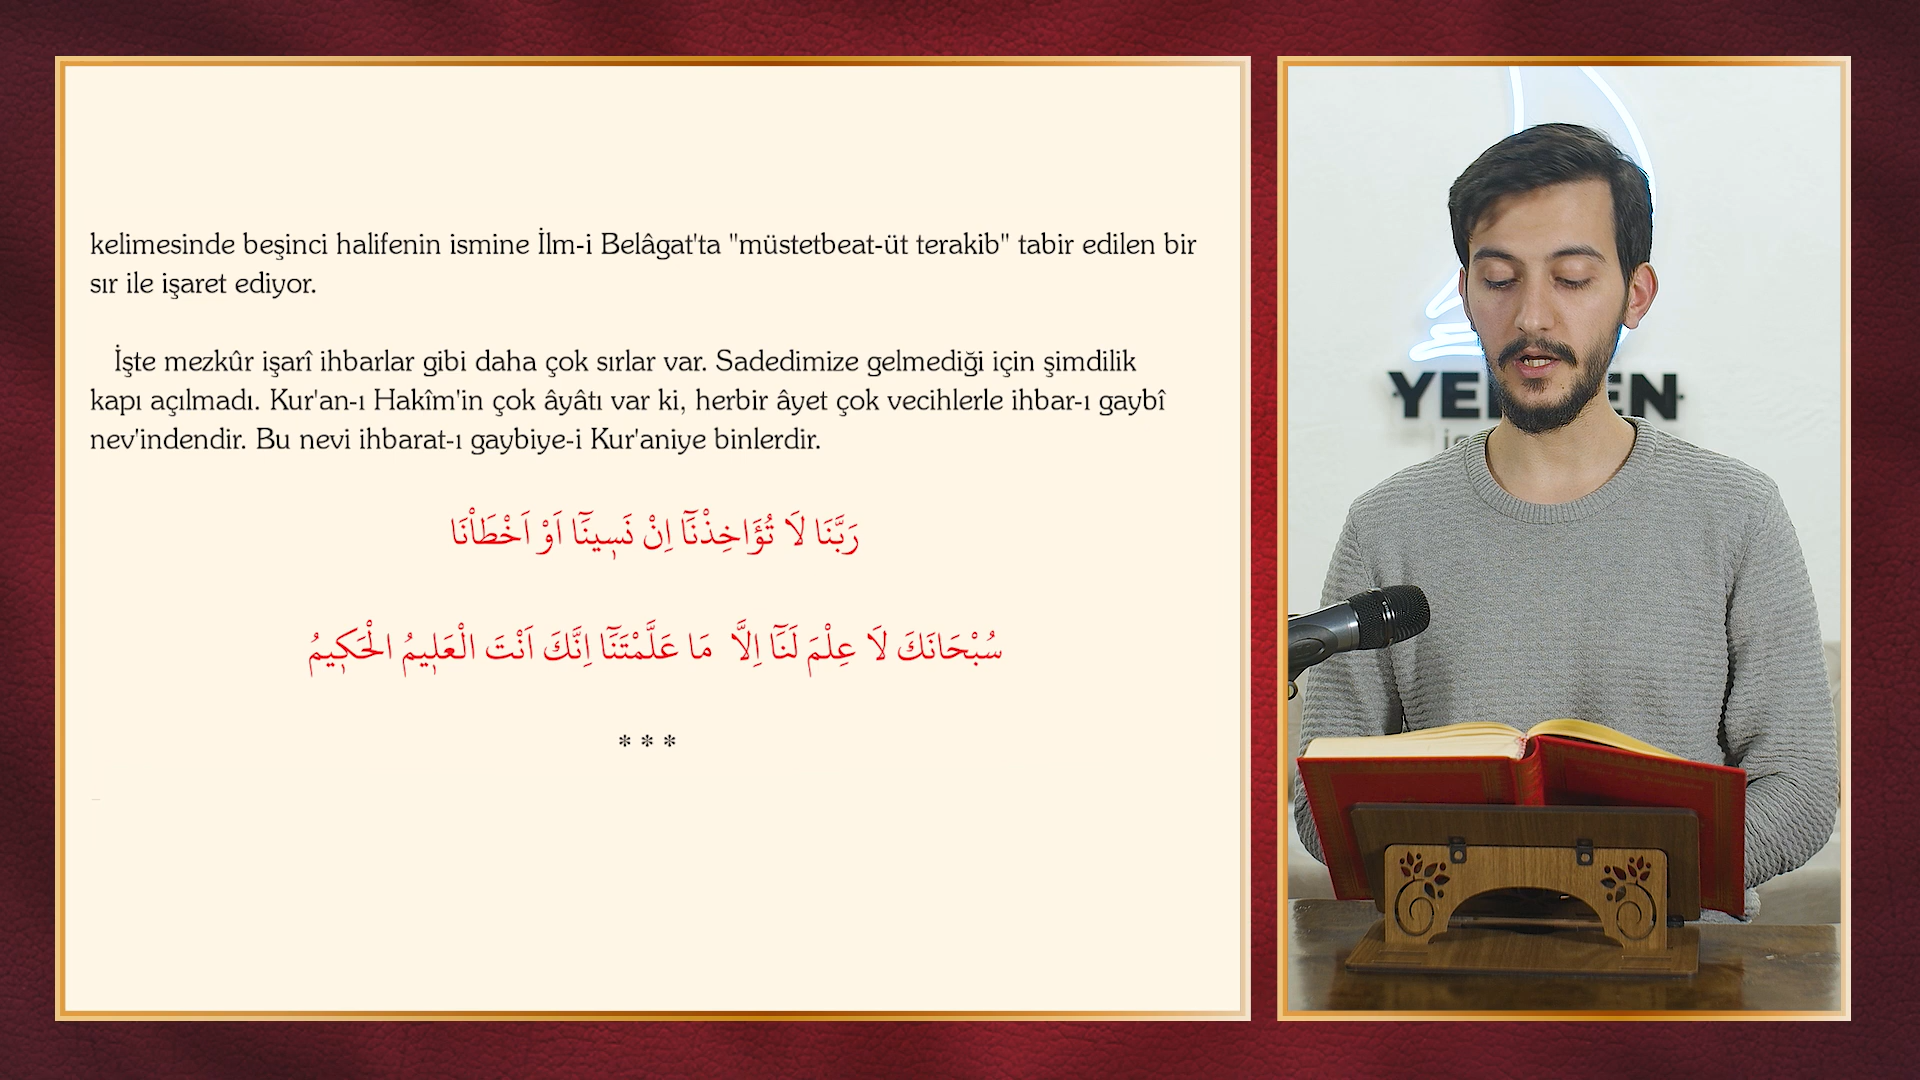 kelimesinde beşinci halifenin ismine İlm-i Belâgat'ta "müstetbeat-üt terakib" tabir edilen bir
sır ile işaret ediyor.
İşte mezkûr işarî ihbarlar gibi daha çok sırlar var. Sadedimize gelmediği için şimdilik
kapı açılmadı. Kur'an-ı Hakîm'in çok âyâtı var ki, herbir âyet çok vecihlerle ihbar-ı gaybî
nev'indendir. Bu nevi ihbarat-ı gaybiye-i Kur'aniye binlerdir.
رَبَّنَا لَا تُؤَاخِذْنَٓا اِنْ نَسٖينَٓا اَوْ اَخْطَاْنَا
سُبْحَانَكَ لَا عِلْمَ لَنَٓا اِلَّا مَا عَلَّمْتَنَٓا اِنَّكَ اَنْتَ الْعَلٖيمُ الْحَكٖيمُ
* * *